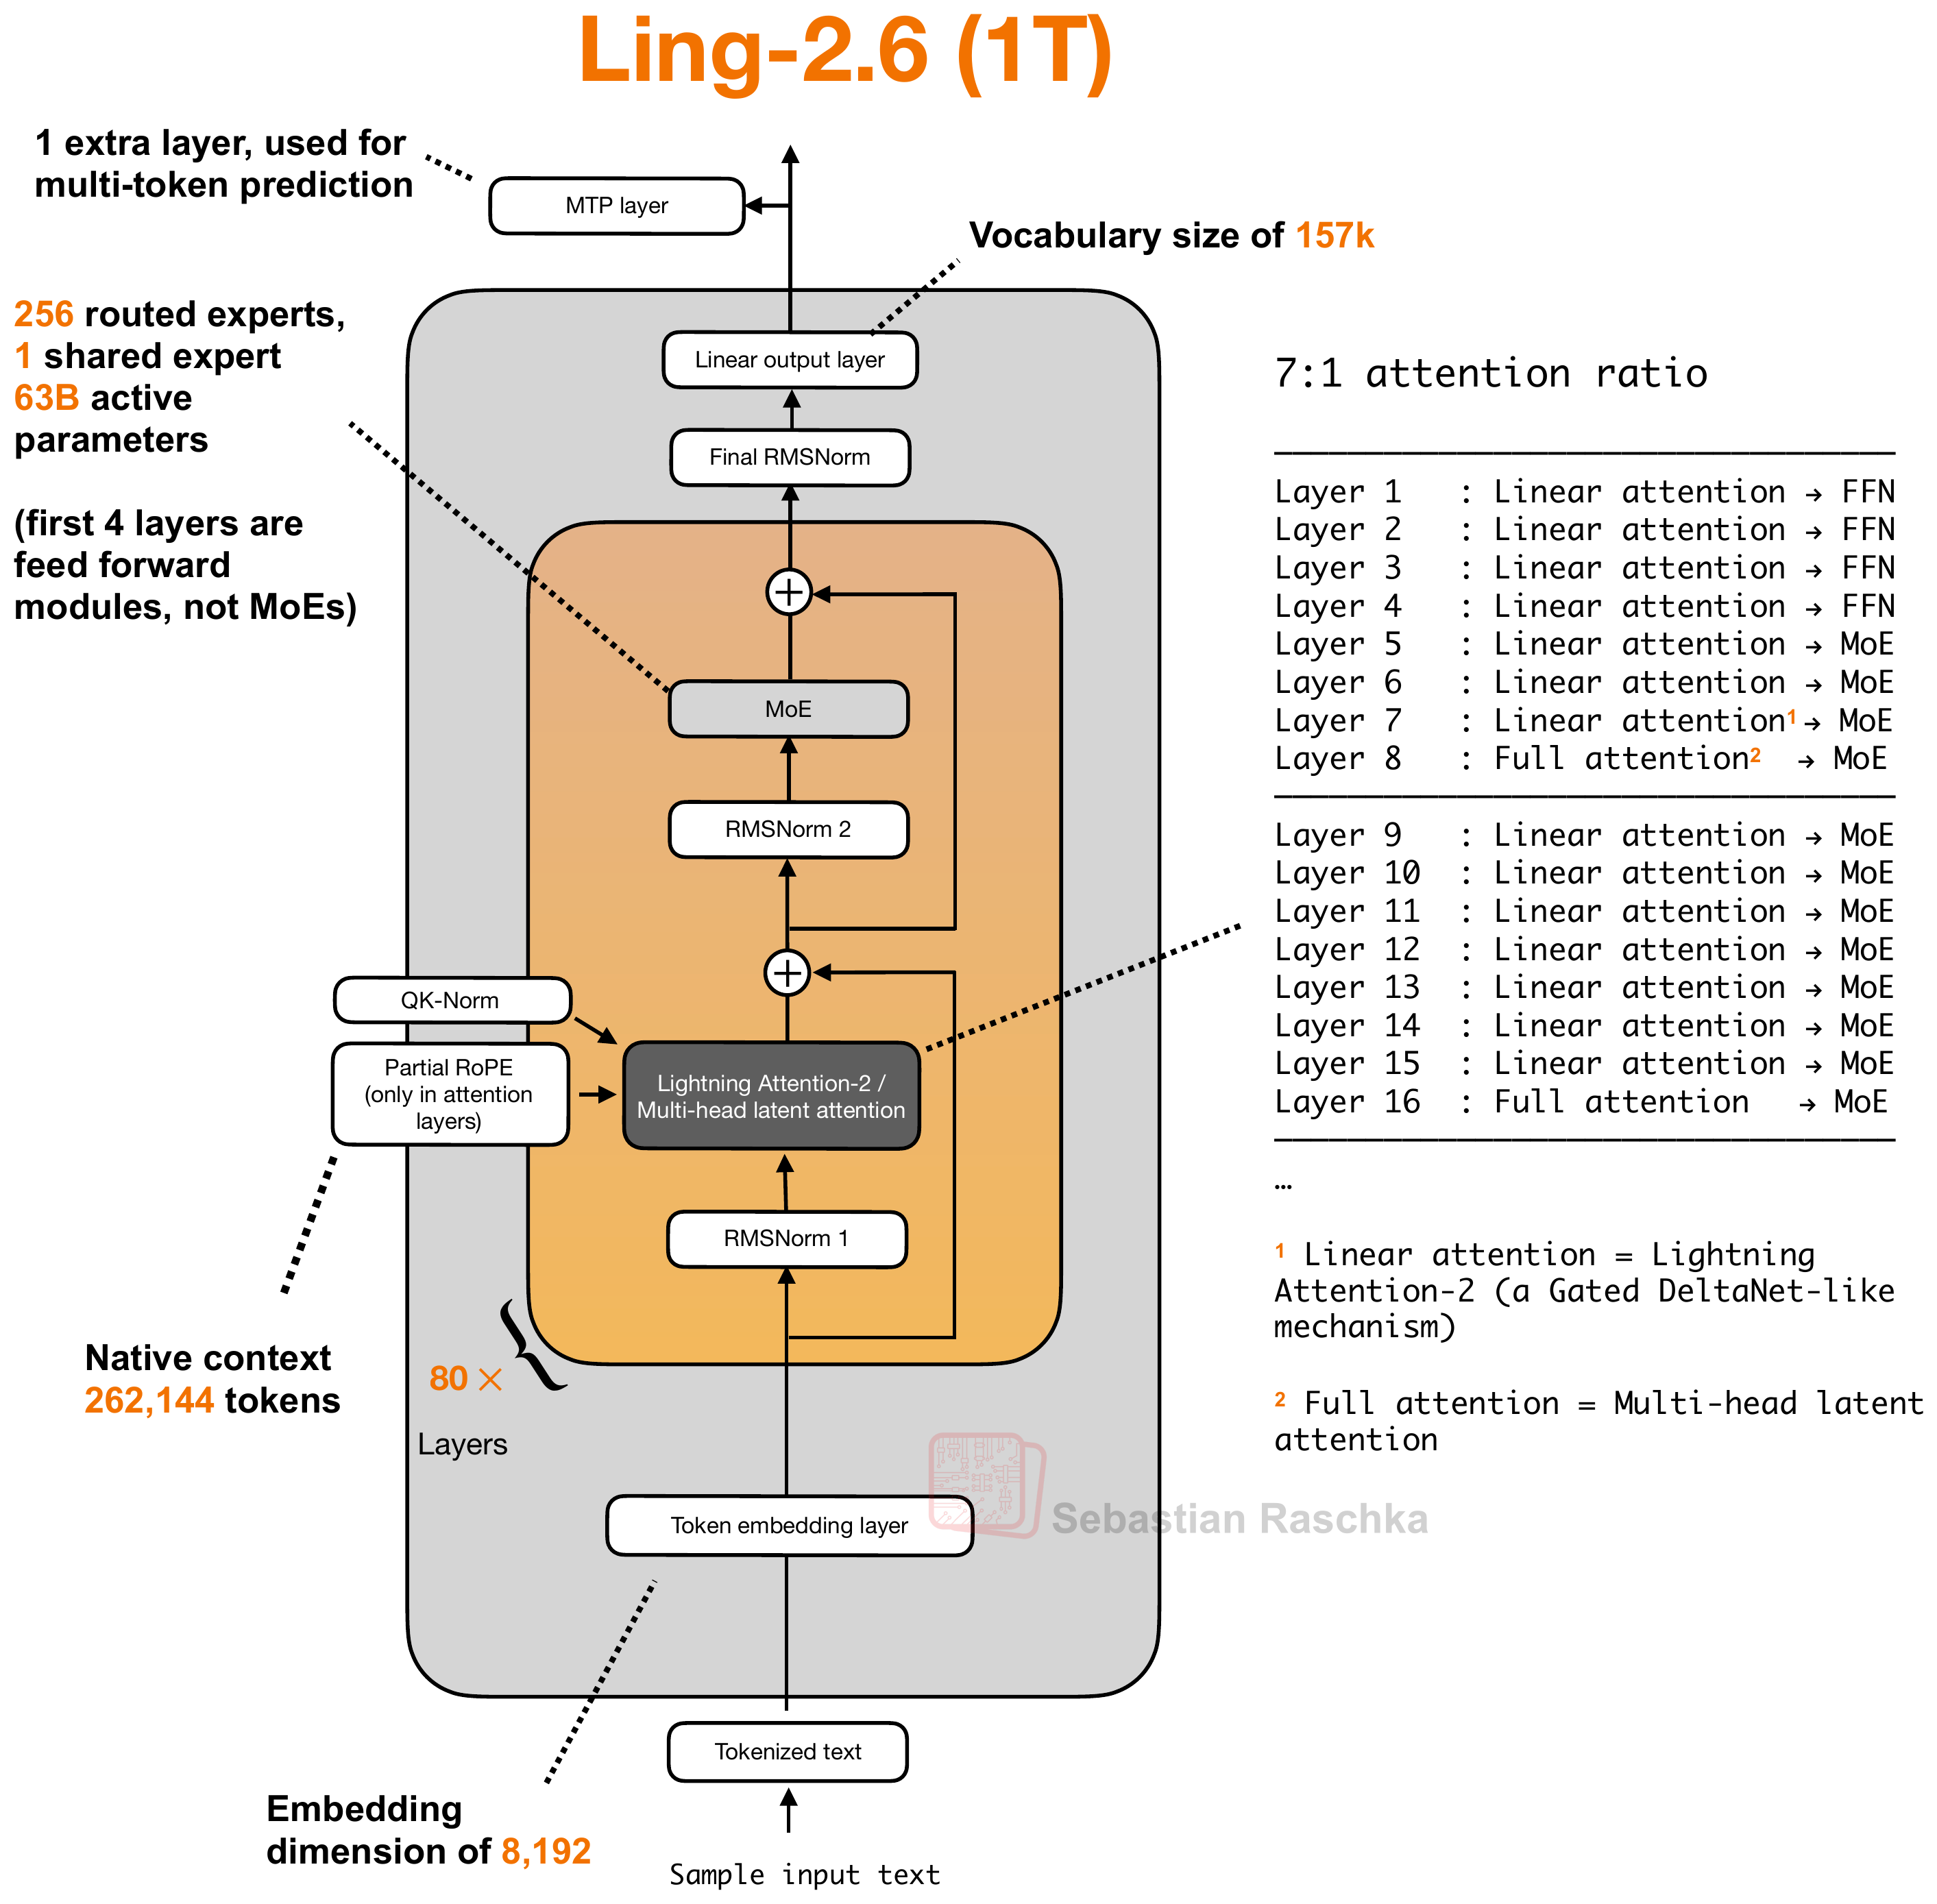 Ling-2.6 (1T)
1 extra layer, used for
multi-token prediction
MTP layer
Vocabulary size of 157k
256 routed experts,
1 shared expert
63B active
parameters
(first 4 layers are
feed forward
modules, not MoEs)
Linear output layer
Final RMSNorm
MoE
RMSNorm 2
QK-Norm
Partial RoPE
(only in attention
layers)
Lightning Attention-2 /
Multi-head latent attention
RMSNorm 1
Native context
262,144 tokens
80 ×
Layers
Token embedding layer
Embedding
dimension of 8,192
Tokenized text
Sample input text
7:1 attention ratio
Layer 1 : Linear attention → FFN
Layer 2 : Linear attention → FFN
Layer 3 : Linear attention → FFN
Layer 4 : Linear attention → FFN
Layer 5 : Linear attention → MoE
Layer 6 : Linear attention → MoE
Layer 7 : Linear attention¹ → MoE
Layer 8 : Full attention² → MoE
Layer 9 : Linear attention → MoE
Layer 10 : Linear attention → MoE
Layer 11 : Linear attention → MoE
Layer 12 : Linear attention → MoE
Layer 13 : Linear attention → MoE
Layer 14 : Linear attention → MoE
Layer 15 : Linear attention → MoE
Layer 16 : Full attention → MoE
…
¹ Linear attention = Lightning
Attention-2 (a Gated DeltaNet-like
mechanism)
² Full attention = Multi-head latent
attention
Sebastian Raschka